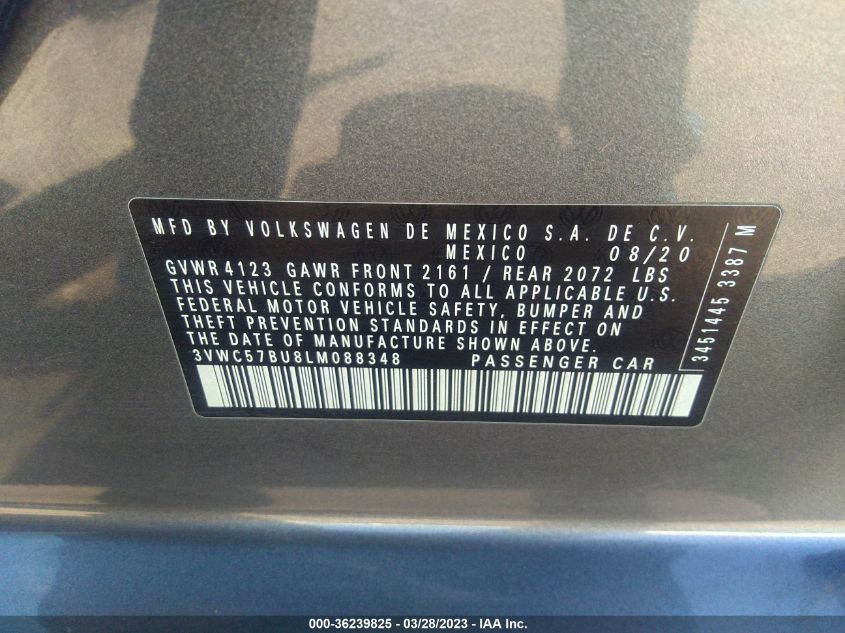 MFD BY VOLKSWAGEN DE MEXICO S.A. DE C.V.
MEXICO 08/20
GVWR 4123 GAWR FRONT 2161 / REAR 2072 LBS
THIS VEHICLE CONFORMS TO ALL APPLICABLE U.S.
FEDERAL MOTOR VEHICLE SAFETY, BUMPER AND
THEFT PREVENTION STANDARDS IN EFFECT ON
THE DATE OF MANUFACTURE SHOWN ABOVE.
3VWC57BU8LM088348 PASSENGER CAR
3451445 3387 M
000-36239825 - 03/28/2023 - IAA Inc.